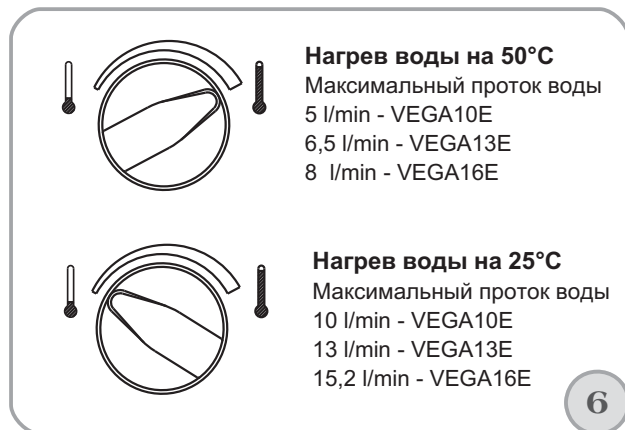 Нагрев воды на 50°C
Максимальный проток воды
5 l/min - VEGA10E
6,5 l/min - VEGA13E
8 l/min - VEGA16E
Нагрев воды на 25°C
Максимальный проток воды
10 l/min - VEGA10E
13 l/min - VEGA13E
15,2 l/min - VEGA16E
6